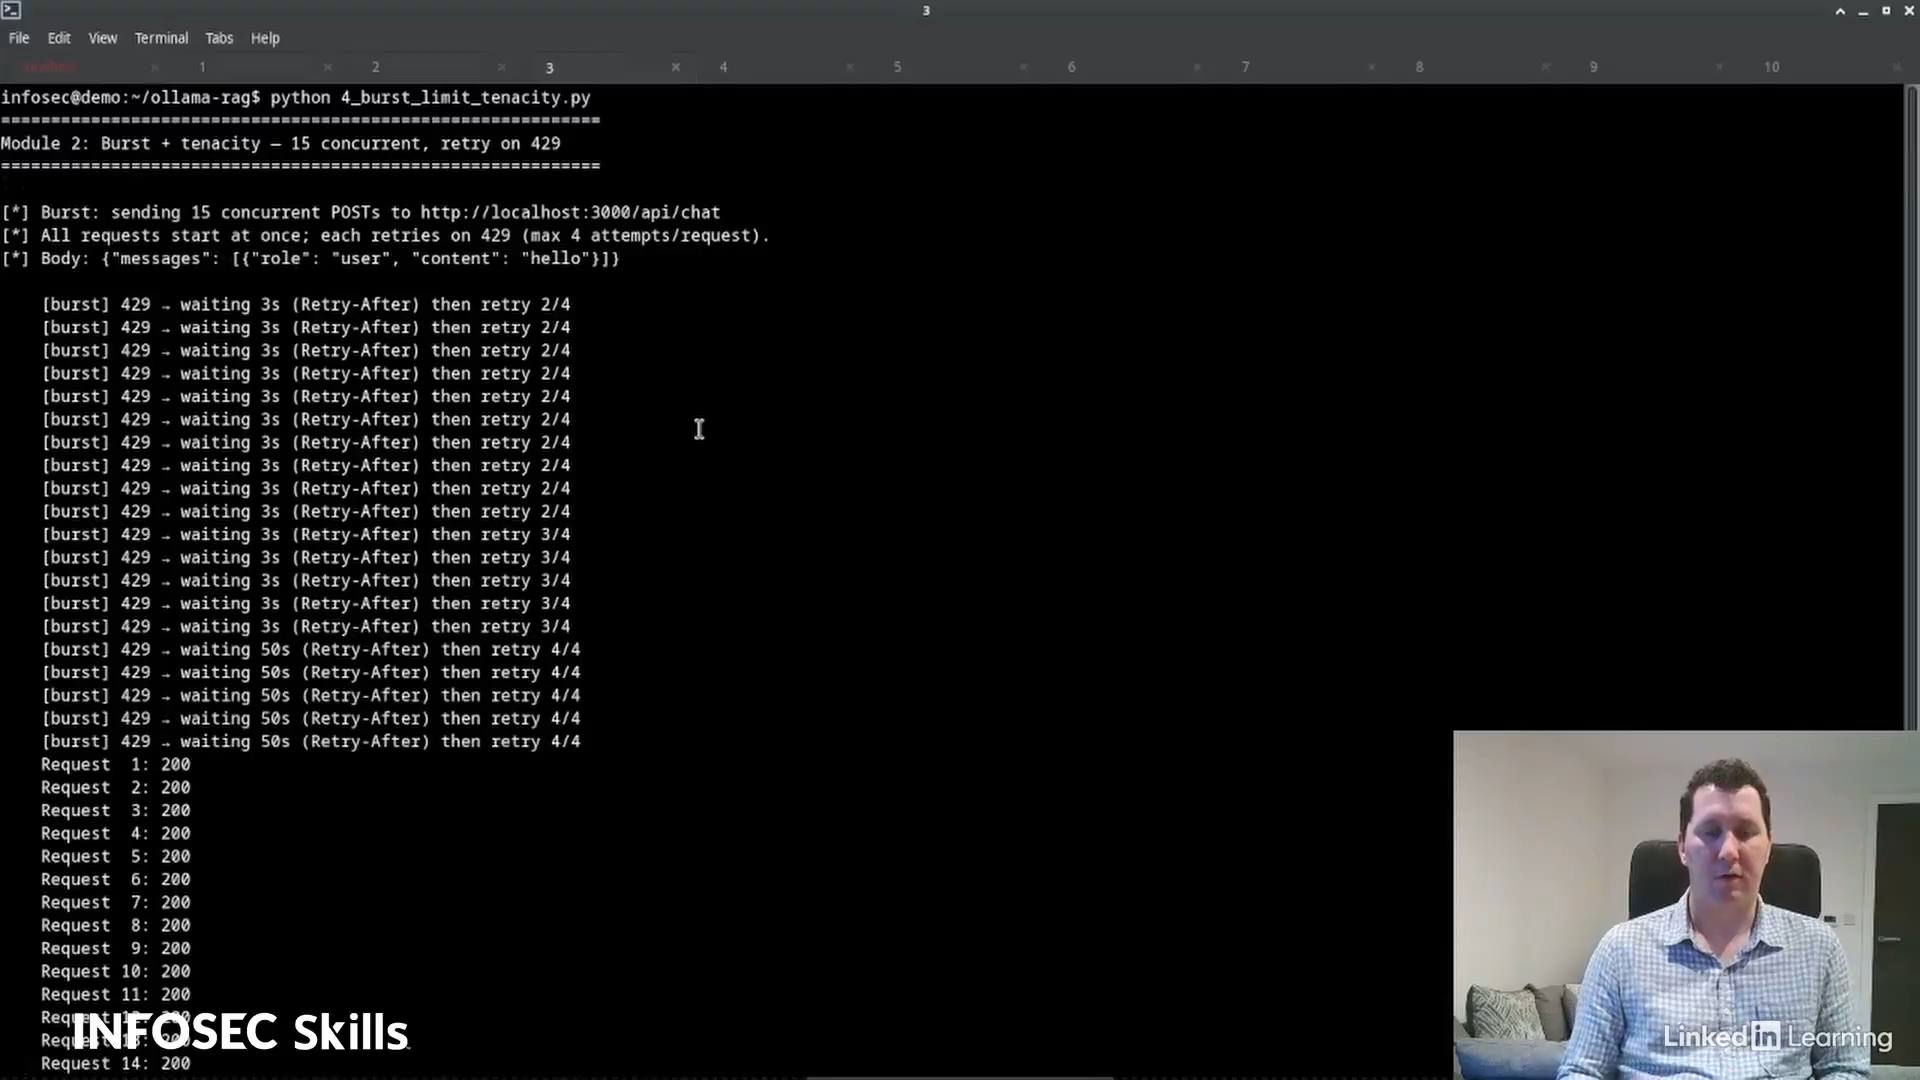 3
File Edit View Terminal Tabs Help
1 2 3 4 5 6 7 8 9 10
infosec@demo:~/ollama-rag$ python 4_burst_limit_tenacity.py
============================================================
Module 2: Burst + tenacity — 15 concurrent, retry on 429
============================================================
[*] Burst: sending 15 concurrent POSTs to http://localhost:3000/api/chat
[*] All requests start at once; each retries on 429 (max 4 attempts/request).
[*] Body: {"messages": [{"role": "user", "content": "hello"}]}
[burst] 429 → waiting 3s (Retry-After) then retry 2/4
[burst] 429 → waiting 3s (Retry-After) then retry 2/4
[burst] 429 → waiting 3s (Retry-After) then retry 2/4
[burst] 429 → waiting 3s (Retry-After) then retry 2/4
[burst] 429 → waiting 3s (Retry-After) then retry 2/4
[burst] 429 → waiting 3s (Retry-After) then retry 2/4
[burst] 429 → waiting 3s (Retry-After) then retry 2/4
[burst] 429 → waiting 3s (Retry-After) then retry 2/4
[burst] 429 → waiting 3s (Retry-After) then retry 2/4
[burst] 429 → waiting 3s (Retry-After) then retry 2/4
[burst] 429 → waiting 3s (Retry-After) then retry 3/4
[burst] 429 → waiting 3s (Retry-After) then retry 3/4
[burst] 429 → waiting 3s (Retry-After) then retry 3/4
[burst] 429 → waiting 3s (Retry-After) then retry 3/4
[burst] 429 → waiting 3s (Retry-After) then retry 3/4
[burst] 429 → waiting 50s (Retry-After) then retry 4/4
[burst] 429 → waiting 50s (Retry-After) then retry 4/4
[burst] 429 → waiting 50s (Retry-After) then retry 4/4
[burst] 429 → waiting 50s (Retry-After) then retry 4/4
[burst] 429 → waiting 50s (Retry-After) then retry 4/4
Request 1: 200
Request 2: 200
Request 3: 200
Request 4: 200
Request 5: 200
Request 6: 200
Request 7: 200
Request 8: 200
Request 9: 200
Request 10: 200
Request 11: 200
INFOSEC Skills
Request 14: 200
LinkedIn Learning